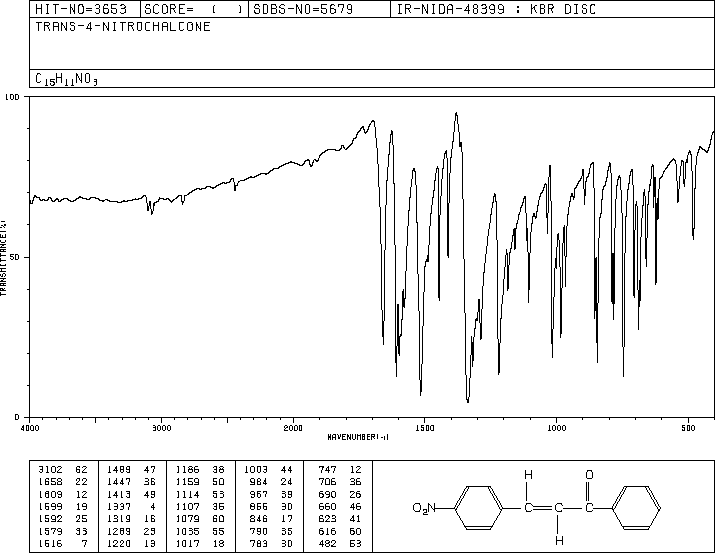 HIT-NO=3653 SCORE= ( ) SDBS-NO=5679 IR-NIDA-48399 : KBR DISC
TRANS-4-NITROCHALCONE
C15H11NO3
100
TRANSMITTANCE(%)
50
0
4000 3000 2000 1500 1000 500
WAVENUMBER(-1)
3102 62 1489 47 1186 38 1003 44 747 12
1658 22 1447 36 1159 50 984 24 706 36
1609 12 1413 49 1114 53 967 39 690 26
1599 19 1337 4 1107 35 855 30 660 46
1592 25 1319 16 1079 60 846 17 623 41
1579 33 1289 23 1035 55 790 35 616 60
1516 7 1220 13 1017 18 783 30 482 53
H O
O2N
H